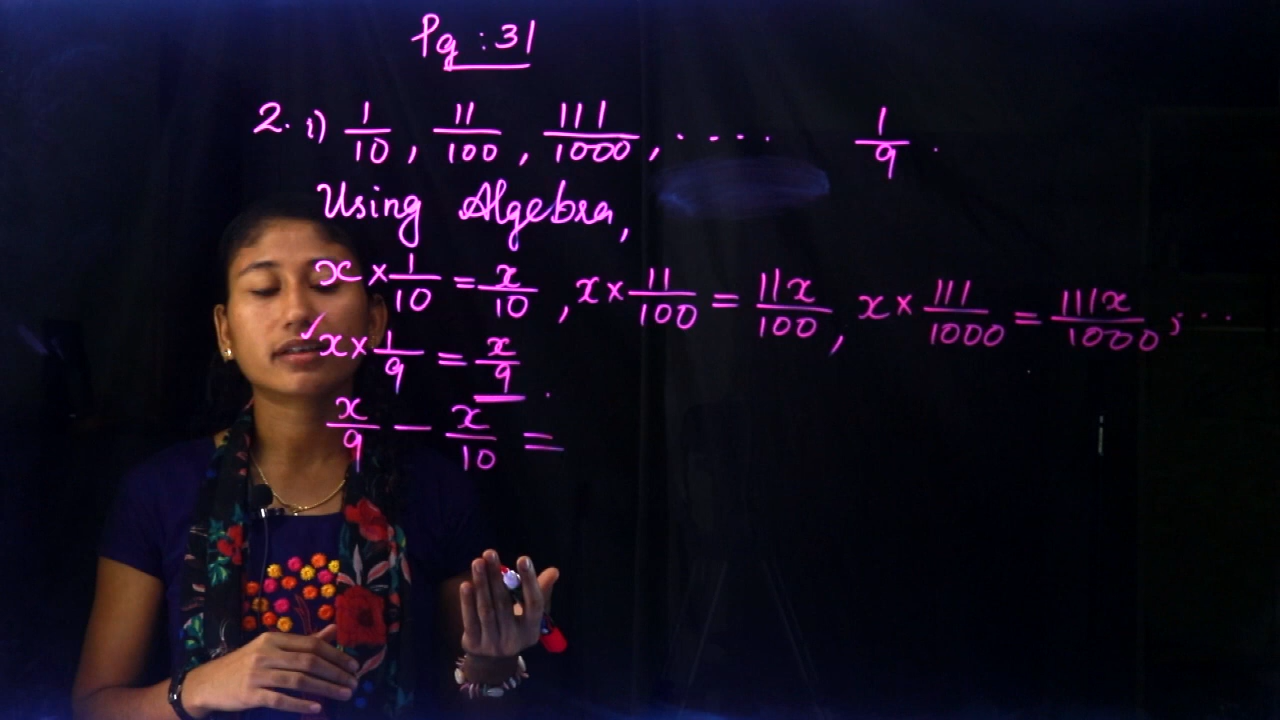 Pg : 31
2. i) 1/10, 11/100, 111/1000, . . . . 1/9 .
Using Algebra,
x × 1/10 = x/10, x × 11/100 = 11x/100, x × 111/1000 = 111x/1000, ...
✓ x × 1/9 = x/9 .
x/9 − x/10 =